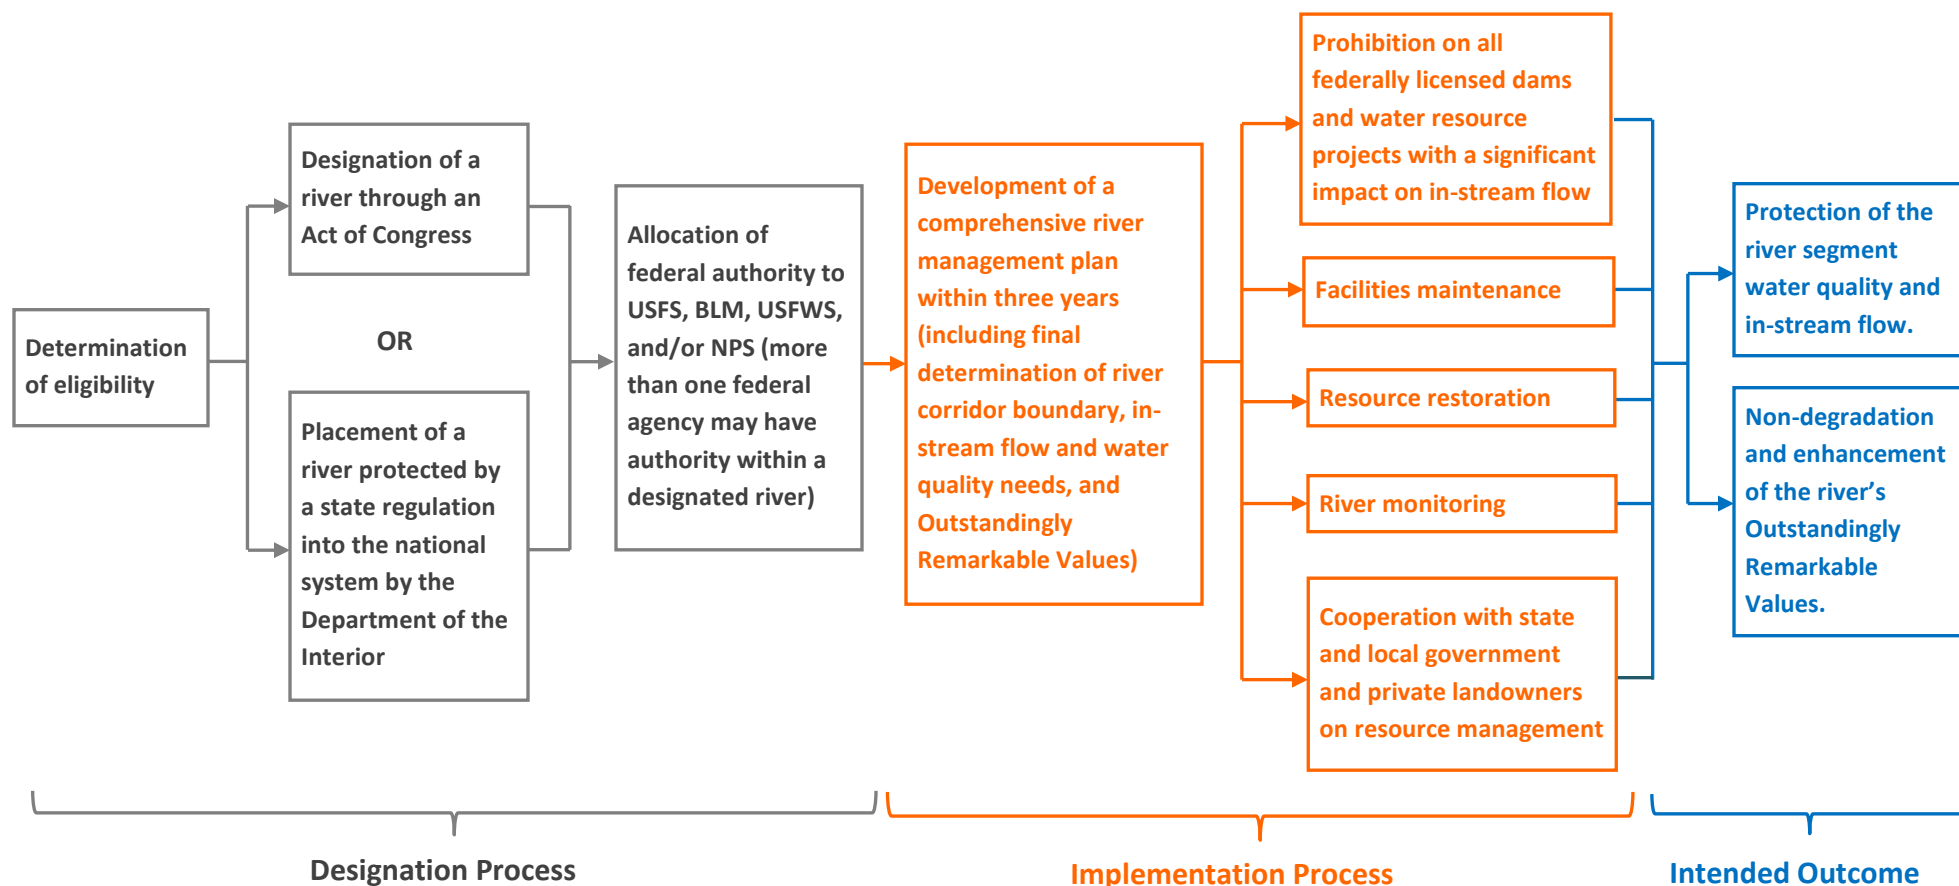 Determination
of eligibility
Designation of a
river through an
Act of Congress
OR
Placement of a
river protected by
a state regulation
into the national
system by the
Department of the
Interior
Allocation of
federal authority to
USFS, BLM, USFWS,
and/or NPS (more
than one federal
agency may have
authority within a
designated river)
Development of a
comprehensive river
management plan
within three years
(including final
determination of river
corridor boundary, in-
stream flow and water
quality needs, and
Outstandingly
Remarkable Values)
Prohibition on all
federally licensed dams
and water resource
projects with a significant
impact on in-stream flow
Facilities maintenance
Resource restoration
River monitoring
Cooperation with state
and local government
and private landowners
on resource management
Protection of the
river segment
water quality and
in-stream flow.
Non-degradation
and enhancement
of the river’s
Outstandingly
Remarkable
Values.
Designation Process
Implementation Process
Intended Outcome